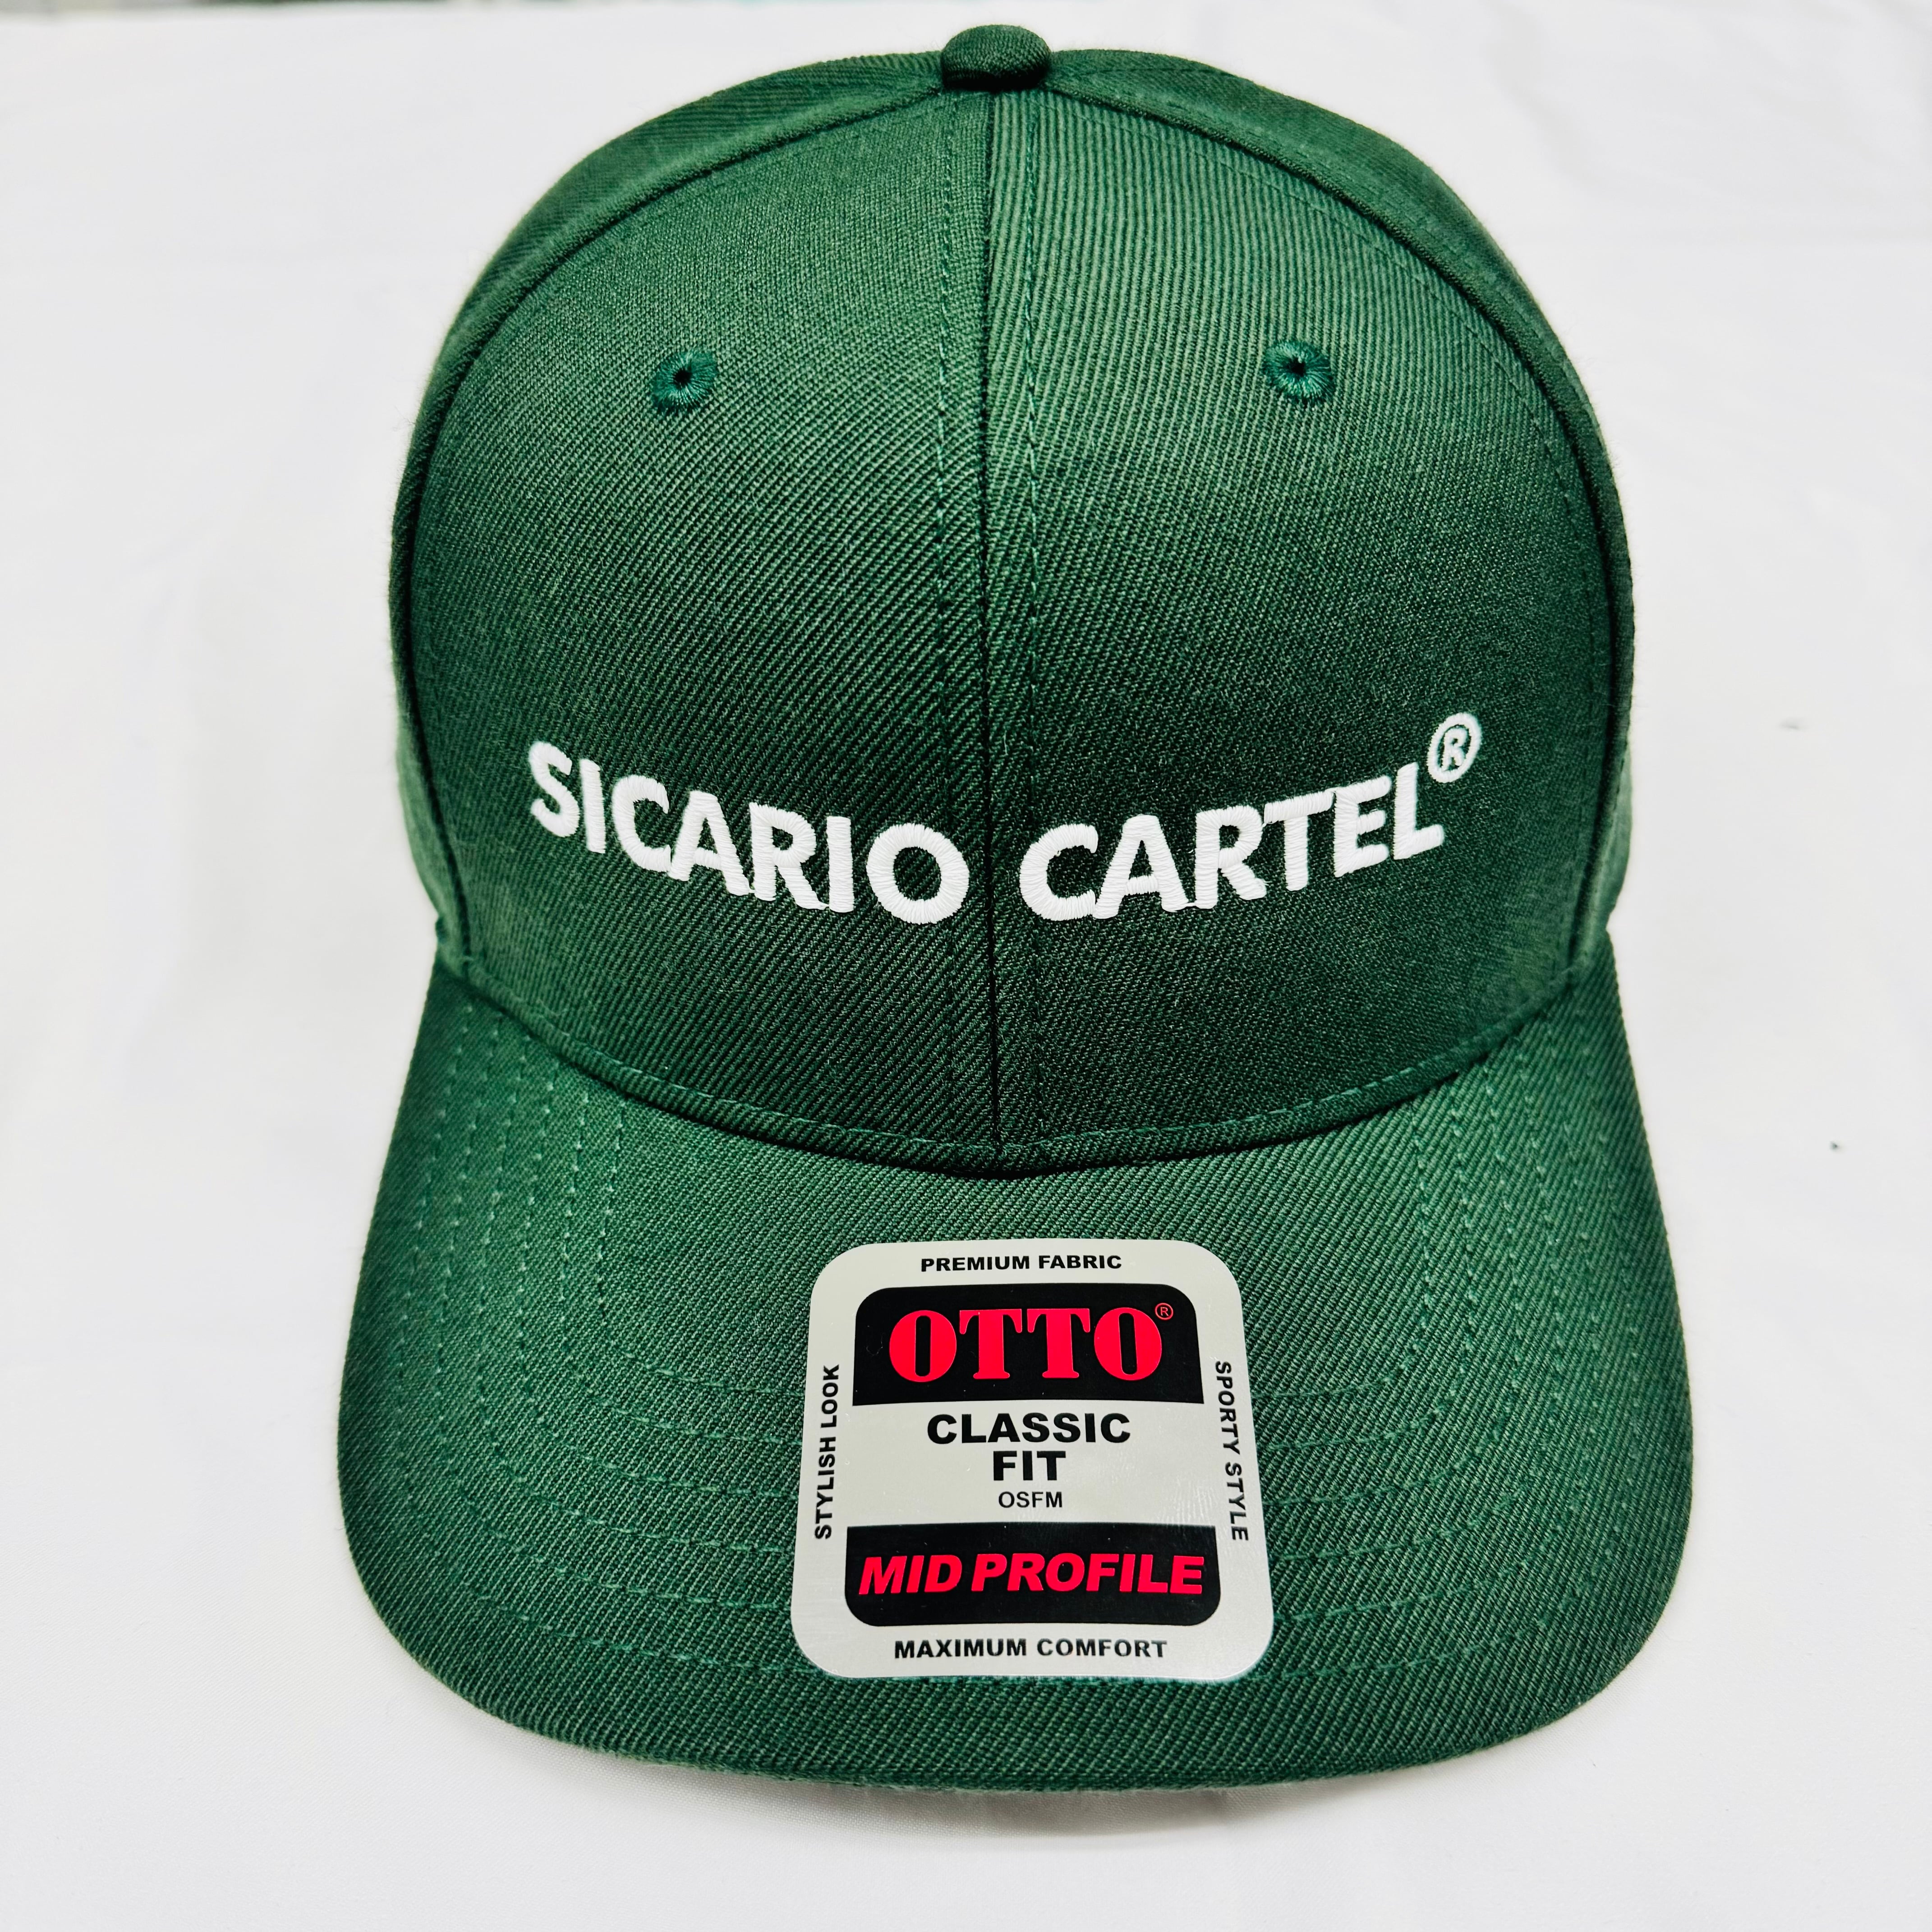 SICARIO CARTEL®
PREMIUM FABRIC
OTTO®
STYLISH LOOK
SPORTY STYLE
CLASSIC
FIT
OSFM
MID PROFILE
MAXIMUM COMFORT